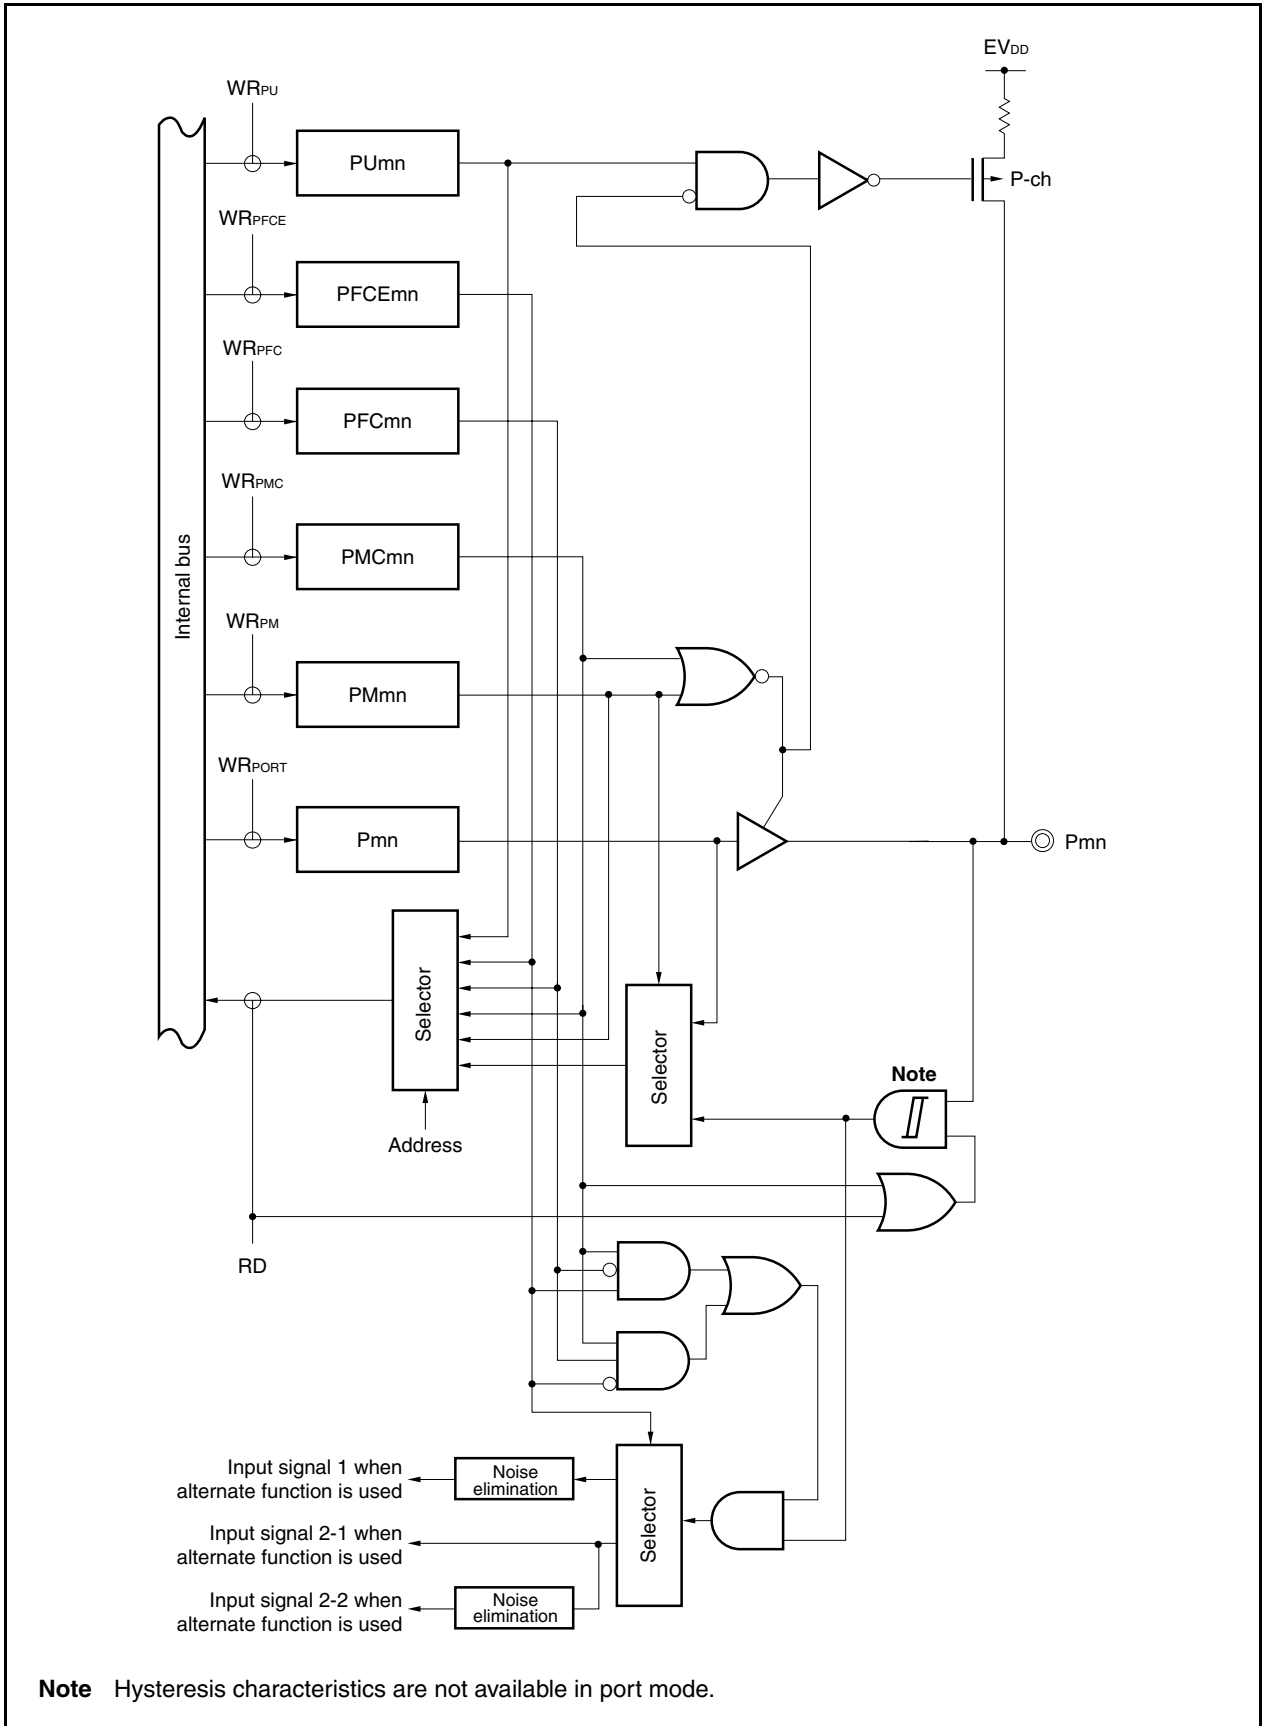 EVDD
WRPU
PUmn
P-ch
WRPFCE
PFCEmn
WRPFC
PFCmn
WRPMC
PMCmn
Internal bus
WRPM
PMmn
WRPORT
Pmn
Pmn
Selector
Selector
Note
Address
RD
Input signal 1 when
alternate function is used
Noise
elimination
Selector
Input signal 2-1 when
alternate function is used
Input signal 2-2 when
alternate function is used
Noise
elimination
Note Hysteresis characteristics are not available in port mode.